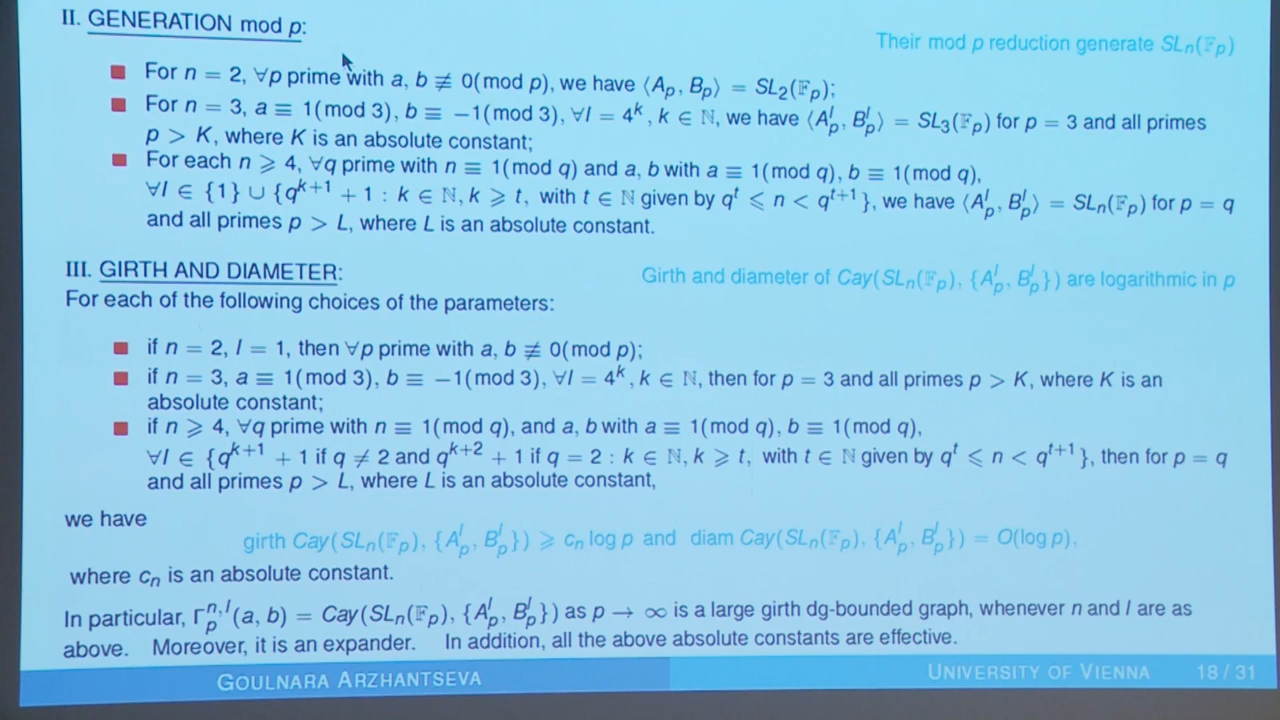 II. GENERATION mod p:
Their mod p reduction generate SLₙ(𝔽ₚ)
■ For n = 2, ∀p prime with a, b ≢ 0(mod p), we have ⟨Aₚ, Bₚ⟩ = SL₂(𝔽ₚ);
■ For n = 3, a ≡ 1(mod 3), b ≡ −1(mod 3), ∀l = 4ᵏ, k ∈ ℕ, we have ⟨Aₚˡ, Bₚˡ⟩ = SL₃(𝔽ₚ) for p = 3 and all primes
p > K, where K is an absolute constant;
■ For each n ⩾ 4, ∀q prime with n ≡ 1(mod q) and a, b with a ≡ 1(mod q), b ≡ 1(mod q),
∀l ∈ {1} ∪ {qᵏ⁺¹ + 1 : k ∈ ℕ, k ⩾ t, with t ∈ ℕ given by qᵗ ⩽ n < qᵗ⁺¹}, we have ⟨Aₚˡ, Bₚˡ⟩ = SLₙ(𝔽ₚ) for p = q
and all primes p > L, where L is an absolute constant.
III. GIRTH AND DIAMETER:
Girth and diameter of Cay(SLₙ(𝔽ₚ), {Aₚˡ, Bₚˡ}) are logarithmic in p
For each of the following choices of the parameters:
■ if n = 2, l = 1, then ∀p prime with a, b ≢ 0(mod p);
■ if n = 3, a ≡ 1(mod 3), b ≡ −1(mod 3), ∀l = 4ᵏ, k ∈ ℕ, then for p = 3 and all primes p > K, where K is an
absolute constant;
■ if n ⩾ 4, ∀q prime with n ≡ 1(mod q), and a, b with a ≡ 1(mod q), b ≡ 1(mod q),
∀l ∈ {qᵏ⁺¹ + 1 if q ≠ 2 and qᵏ⁺² + 1 if q = 2 : k ∈ ℕ, k ⩾ t, with t ∈ ℕ given by qᵗ ⩽ n < qᵗ⁺¹}, then for p = q
and all primes p > L, where L is an absolute constant,
we have
girth Cay(SLₙ(𝔽ₚ), {Aₚˡ, Bₚˡ}) ⩾ cₙ log p and diam Cay(SLₙ(𝔽ₚ), {Aₚˡ, Bₚˡ}) = O(log p),
where cₙ is an absolute constant.
In particular, Γₚⁿ,ˡ(a, b) = Cay(SLₙ(𝔽ₚ), {Aₚˡ, Bₚˡ}) as p → ∞ is a large girth dg-bounded graph, whenever n and l are as
above. Moreover, it is an expander. In addition, all the above absolute constants are effective.
GOULNARA ARZHANTSEVA
UNIVERSITY OF VIENNA 18 / 31